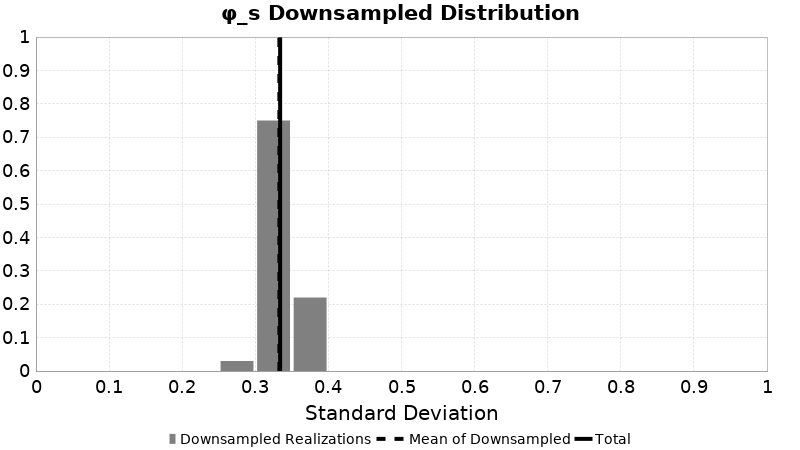 φ_s Downsampled Distribution
1
0.9
0.8
0.7
0.6
0.5
0.4
0.3
0.2
0.1
0
0 0.1 0.2 0.3 0.4 0.5 0.6 0.7 0.8 0.9 1
Standard Deviation
Downsampled Realizations Mean of Downsampled Total